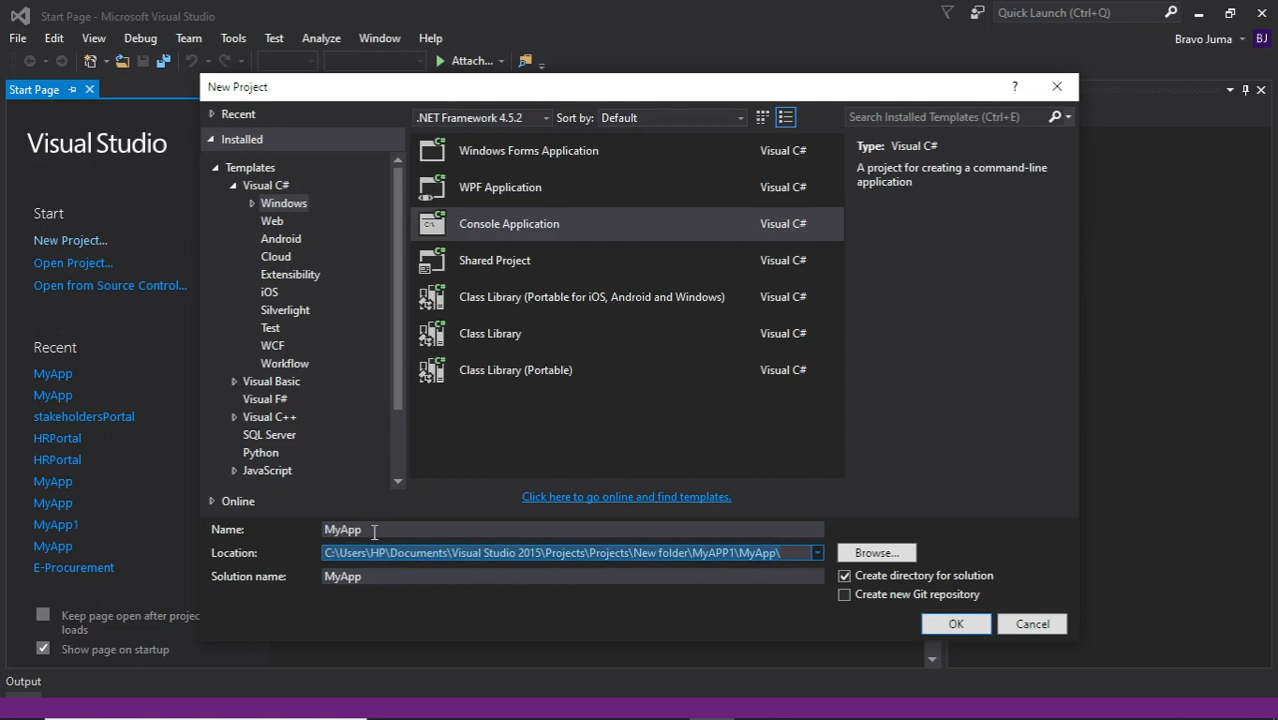 Start Page - Microsoft Visual Studio
Quick Launch (Ctrl+Q)
File Edit View Debug Team Tools Test Analyze Window Help
Bravo Juma BJ
Attach...
Start Page
New Project
?
Recent
Installed
.NET Framework 4.5.2
Sort by: Default
Search Installed Templates (Ctrl+E)
Templates
Visual C#
Windows
Web
Android
Cloud
Extensibility
iOS
Silverlight
Test
WCF
Workflow
Visual Basic
Visual F#
Visual C++
SQL Server
Python
JavaScript
Online
Windows Forms Application Visual C#
WPF Application Visual C#
Console Application Visual C#
Shared Project Visual C#
Class Library (Portable for iOS, Android and Windows) Visual C#
Class Library Visual C#
Class Library (Portable) Visual C#
Click here to go online and find templates.
Type: Visual C#
A project for creating a command-line
application
Name: MyApp
Location: C:\Users\HP\Documents\Visual Studio 2015\Projects\Projects\New folder\MyAPP1\MyApp\
Browse...
Solution name: MyApp
Create directory for solution
Create new Git repository
OK
Cancel
Visual Studio
Start
New Project...
Open Project...
Open from Source Control...
Recent
MyApp
MyApp
stakeholdersPortal
HRPortal
HRPortal
MyApp
MyApp
MyApp1
MyApp
E-Procurement
Keep page open after projec
loads
Show page on startup
Output